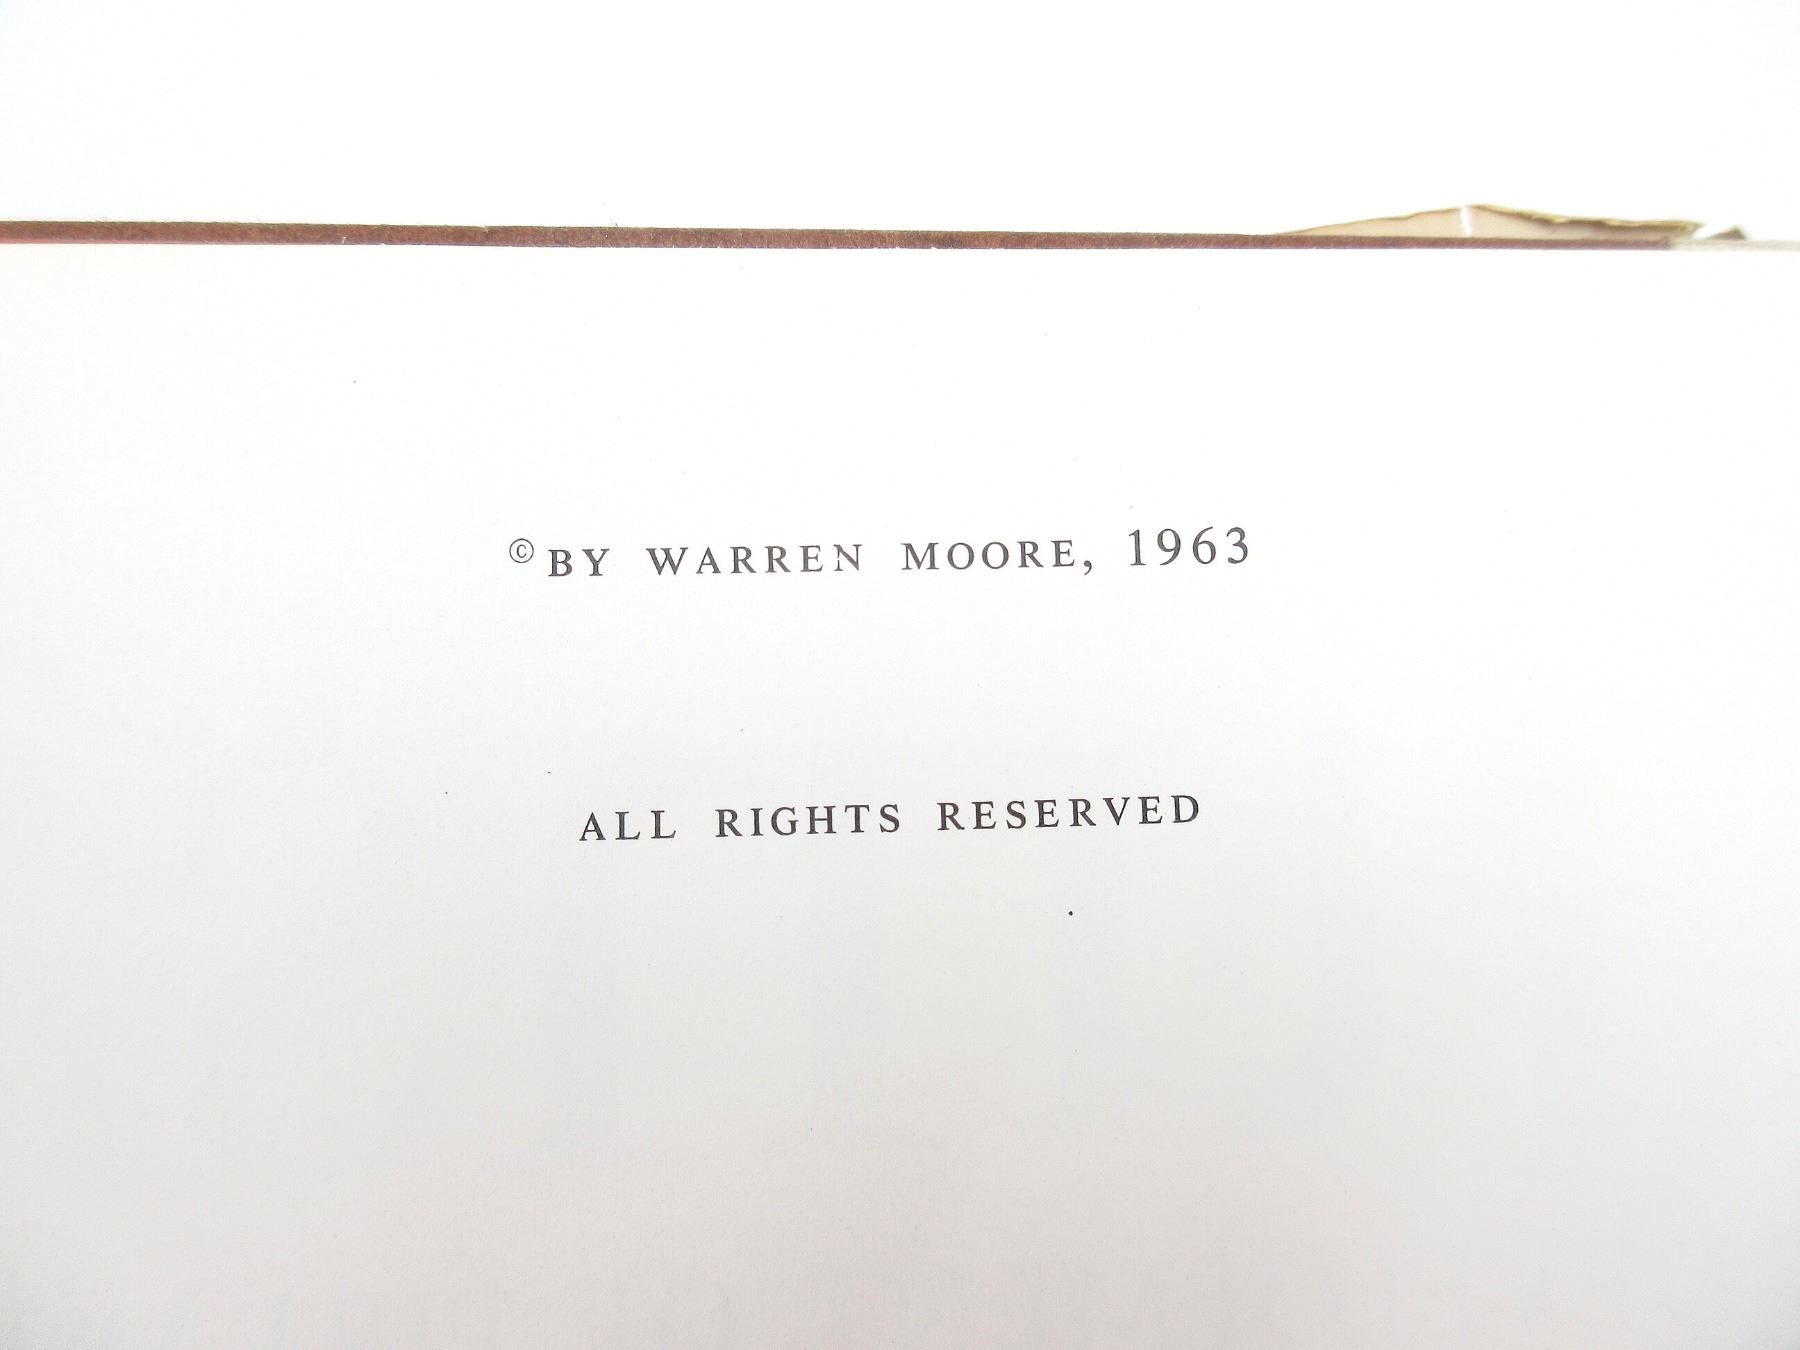 © BY WARREN MOORE, 1963
ALL RIGHTS RESERVED